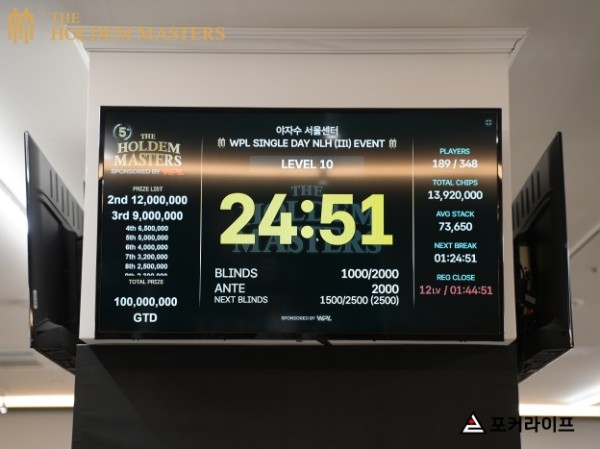 THE
HOLDEM MASTERS
5
THE
HOLDEM
MASTERS
SPONSORED BY WPL
야자수 서울센터
WPL SINGLE DAY NLH (III) EVENT
LEVEL 10
THE
HOLDEM
MASTERS
24:51
PRIZE LIST
2nd 12,000,000
3rd 9,000,000
4th 6,500,000
5th 5,000,000
6th 4,000,000
7th 3,200,000
8th 2,500,000
TOTAL PRIZE
100,000,000
GTD
BLINDS 1000/2000
ANTE 2000
NEXT BLINDS 1500/2500 (2500)
SPONSORED BY WPL
PLAYERS
189 / 348
TOTAL CHIPS
13,920,000
AVG STACK
73,650
NEXT BREAK
01:24:51
REG CLOSE
12LV / 01:44:51
포커라이프